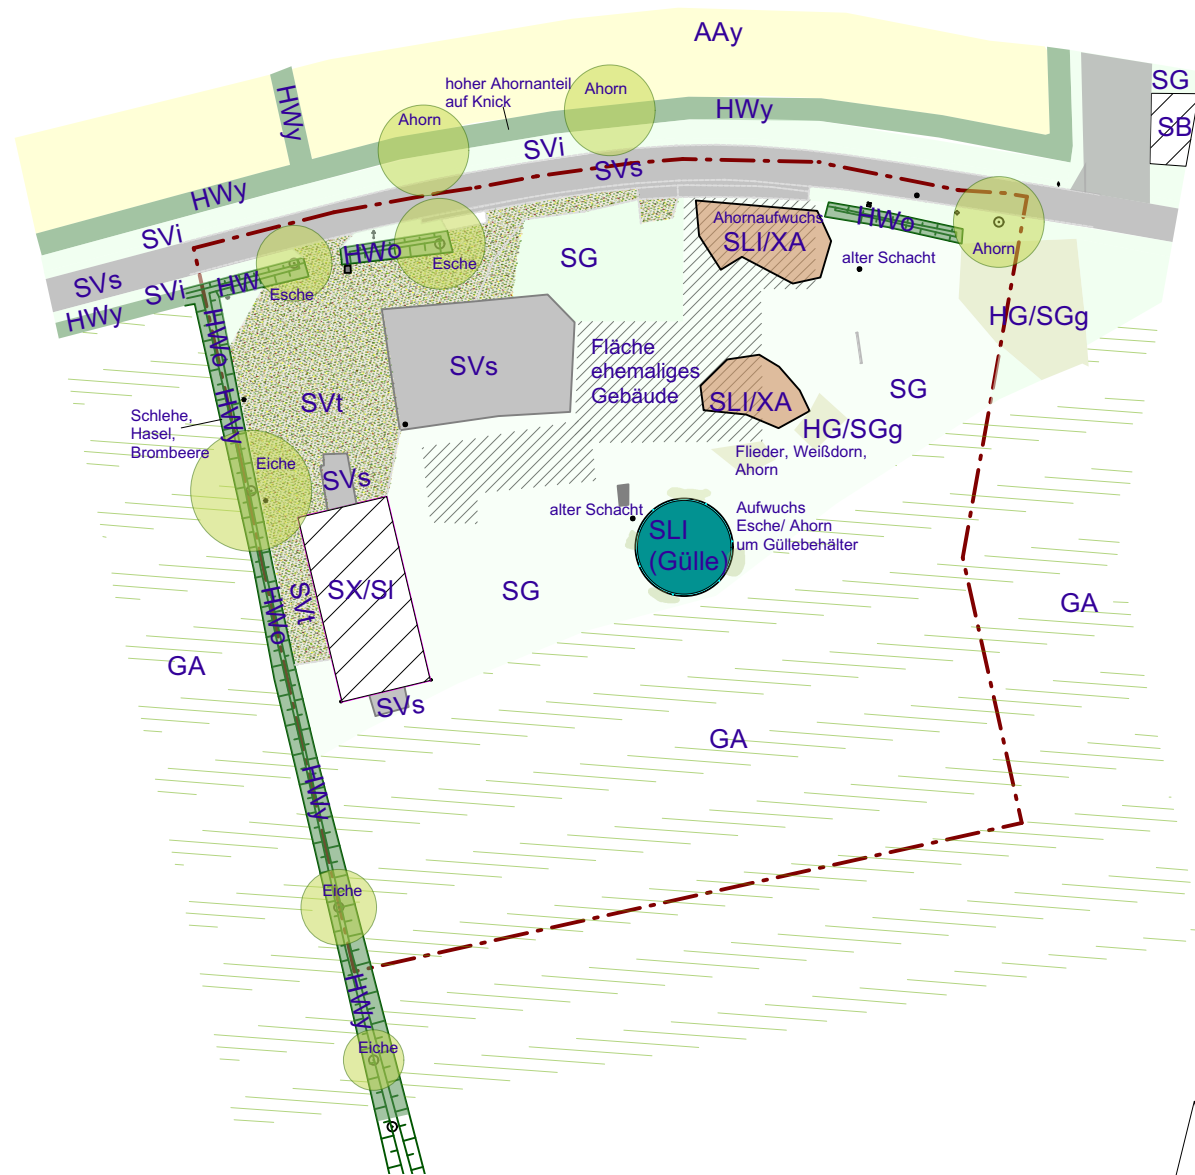 AAy
SG
SB
hoher Ahornanteil
auf Knick
Ahorn
Ahorn
HWy
HWy
HWy
SVi
SVs
SVi
SVs
SVi
HWy
HW
HWo
Esche
Esche
SG
Ahornaufwuchs
SLI/XA
HWo
alter Schacht
Ahorn
HG/SGg
HWo
HWy
SVs
Fläche
ehemaliges
Gebäude
SLI/XA
SG
HG/SGg
Flieder, Weißdorn,
Ahorn
SVt
Schlehe,
Hasel,
Brombeere
Eiche
SVs
alter Schacht
SLI
(Gülle)
Aufwuchs
Esche/ Ahorn
um Güllebehälter
SX/SI
SVt
HWo
SG
GA
GA
SVs
GA
HWy
Eiche
HWy
Eiche